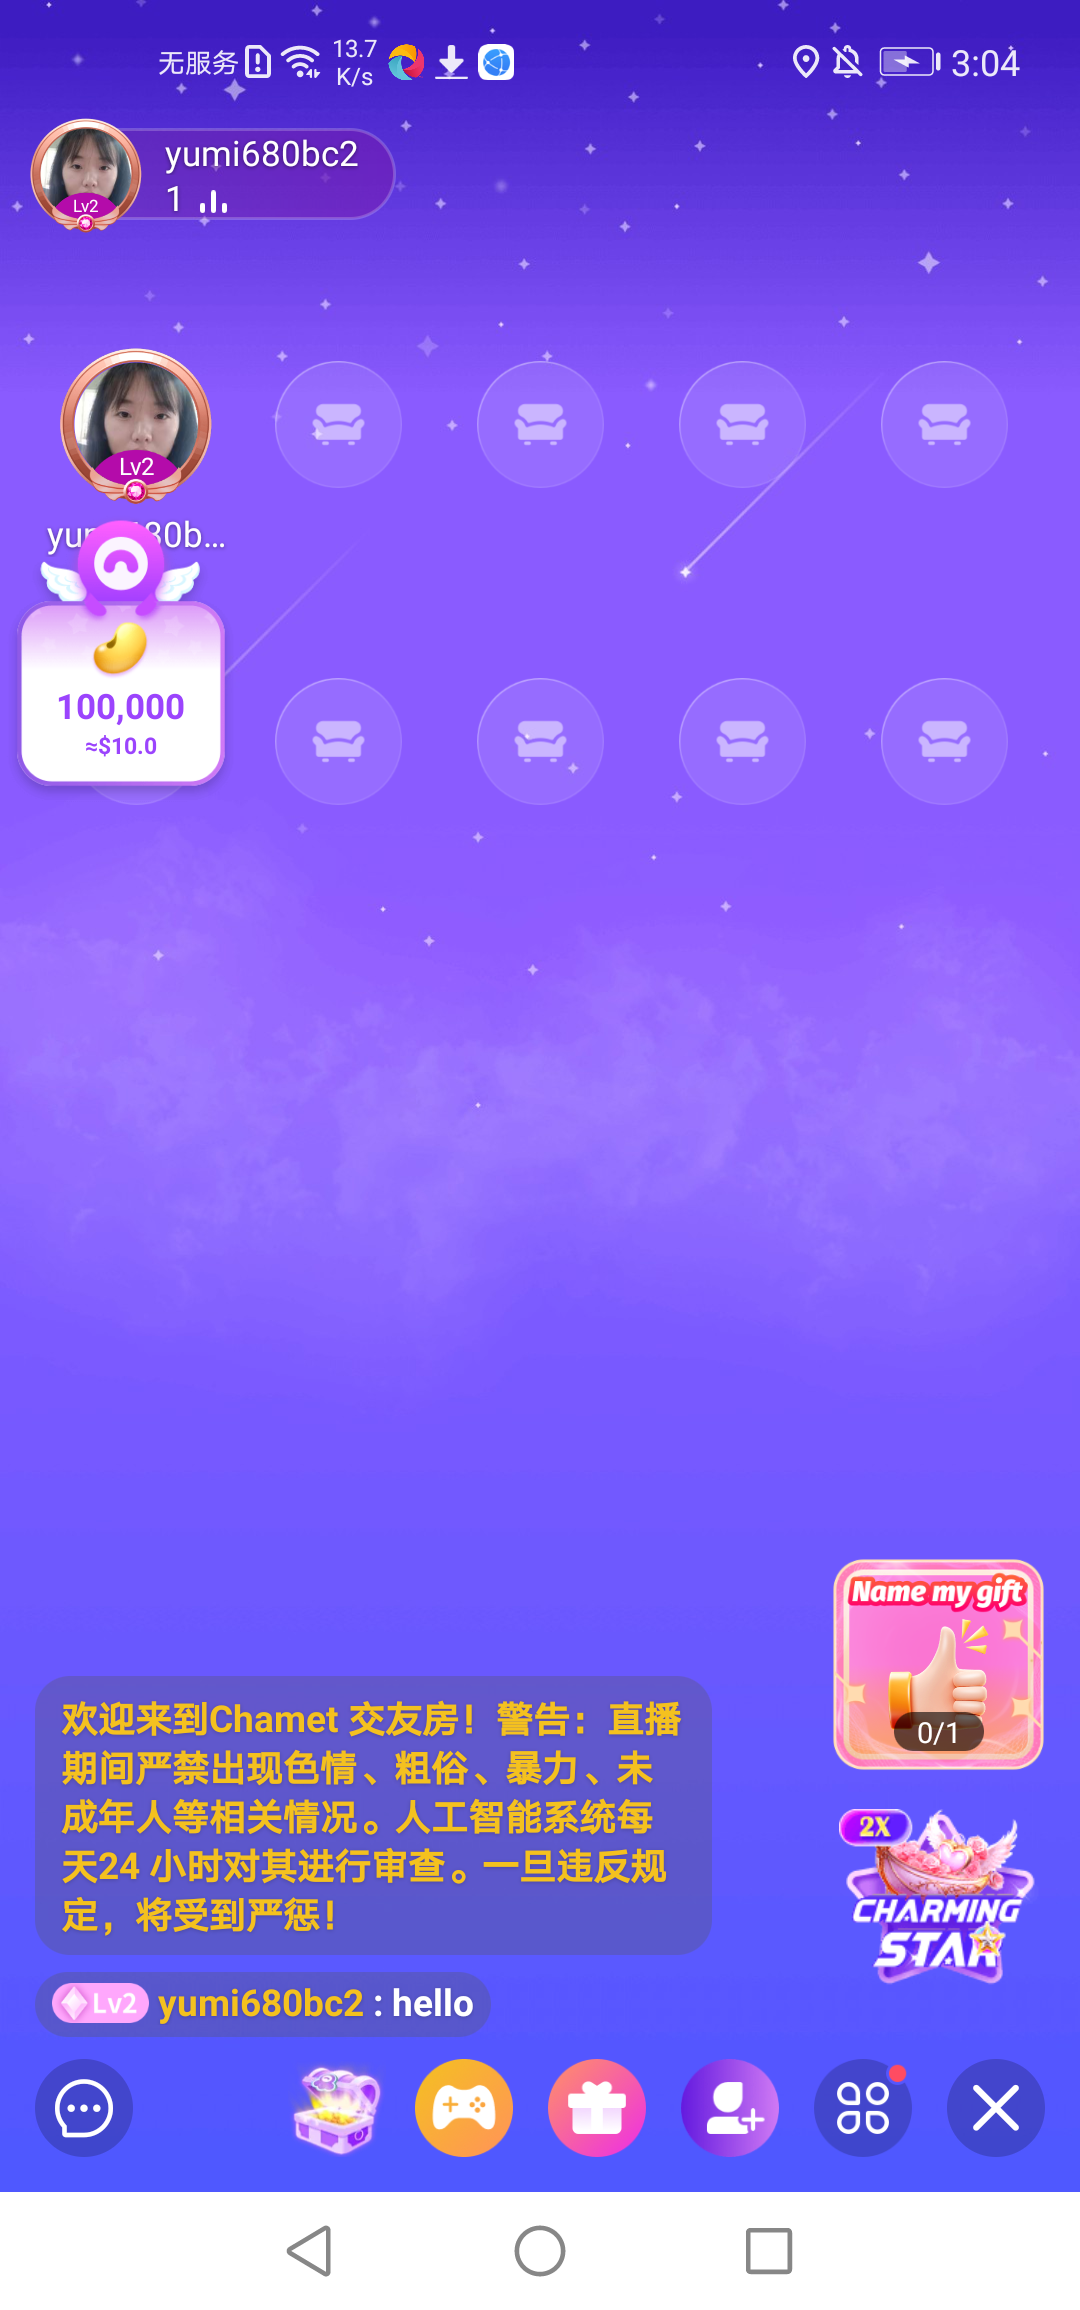 无服务 13.7 K/s 3:04
yumi680bc2
1
Lv2
Lv2
yumi680b...
100,000
≈$10.0
Name my gift
0/1
欢迎来到Chamet 交友房！警告：直播
期间严禁出现色情、粗俗、暴力、未
成年人等相关情况。人工智能系统每
天24 小时对其进行审查。一旦违反规
定，将受到严惩！
2X
CHARMING
STAR
Lv2 yumi680bc2 : hello